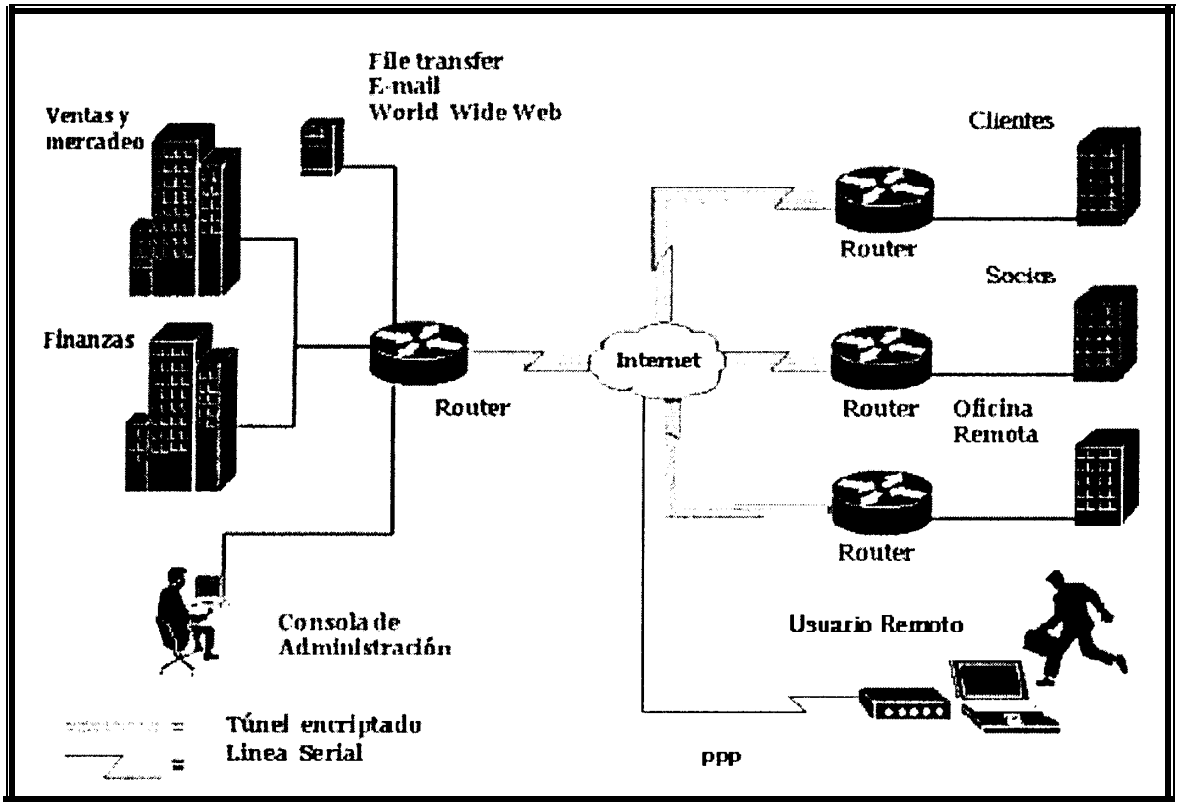 File transfer
E-mail
World Wide Web
Ventas y
mercadeo
Clientes
Router
Socios
Finanzas
Internet
Router
Router
Oficina
Remota
Router
Usuario Remoto
Consola de
Administración
= Túnel encriptado
= Linea Serial
PPP